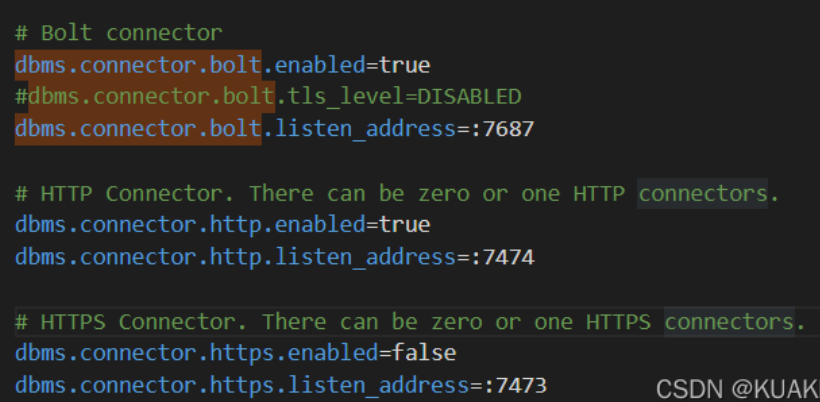 # Bolt connector
dbms.connector.bolt.enabled=true
#dbms.connector.bolt.tls_level=DISABLED
dbms.connector.bolt.listen_address=:7687
# HTTP Connector. There can be zero or one HTTP connectors.
dbms.connector.http.enabled=true
dbms.connector.http.listen_address=:7474
# HTTPS Connector. There can be zero or one HTTPS connectors.
dbms.connector.https.enabled=false
dbms.connector.https.listen_address=:7473
CSDN